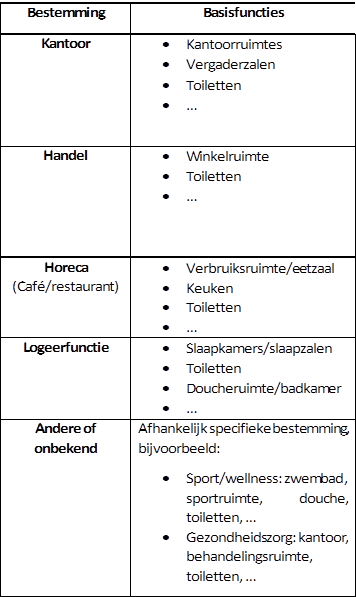 Bestemming Basisfuncties
Kantoor
• Kantoorruimtes
• Vergaderzalen
• Toiletten
• ...
Handel
• Winkelruimte
• Toiletten
• ...
Horeca
(Café/restaurant)
• Verbruiksruimte/eetzaal
• Keuken
• Toiletten
• ...
Logeerfunctie
• Slaapkamers/slaapzalen
• Toiletten
• Doucheruimte/badkamer
• ...
Andere of
onbekend
Afhankelijk specifieke bestemming,
bijvoorbeeld:
• Sport/wellness: zwembad,
sportruimte, douche,
toiletten, ...
• Gezondheidszorg: kantoor,
behandelingsruimte,
toiletten, ...